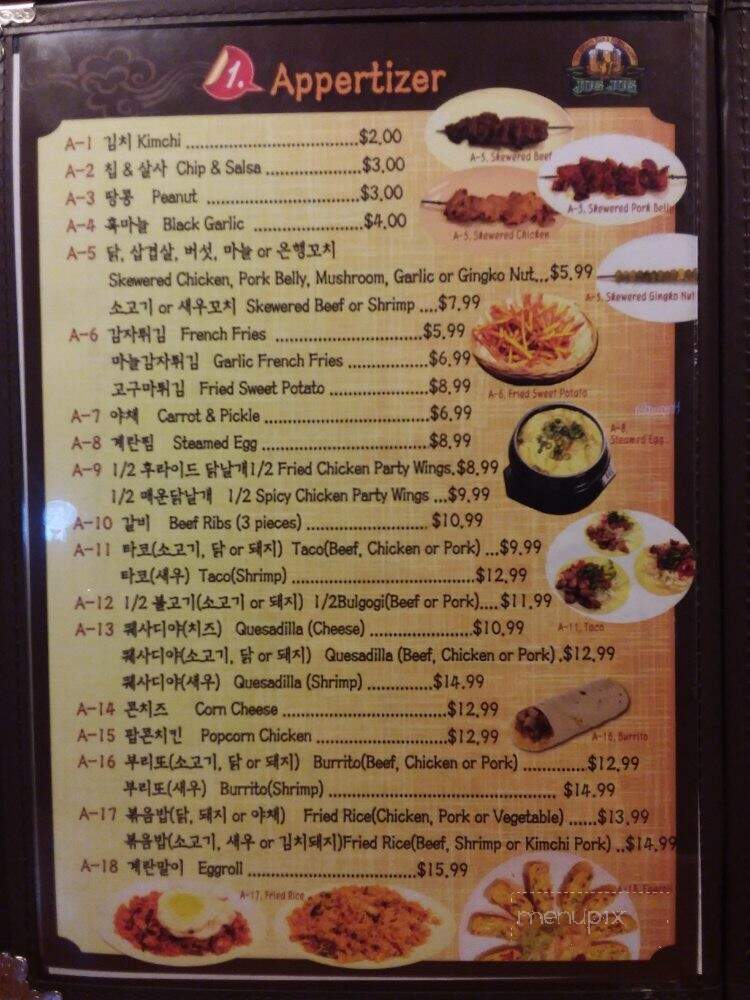 1. Appertizer
JUG JUG
A-1 김치 Kimchi ........................$2.00
A-2 칩 & 살사 Chip & Salsa ................$3.00
A-3 땅콩 Peanut ........................$3.00
A-4 흑마늘 Black Garlic ................$4.00
A-5 닭, 삼겹살, 버섯, 마늘 or 은행꼬치
Skewered Chicken, Pork Belly, Mushroom, Garlic or Gingko Nut...$5.99
소고기 or 새우꼬치 Skewered Beef or Shrimp ....$7.99
A-6 감자튀김 French Fries ........................$5.99
마늘감자튀김 Garlic French Fries ................$6.99
고구마튀김 Fried Sweet Potato ................$8.99
A-7 야채 Carrot & Pickle ........................$6.99
A-8 계란찜 Steamed Egg ........................$8.99
A-9 1/2 후라이드 닭날개1/2 Fried Chicken Party Wings.$8.99
1/2 매운닭날개 1/2 Spicy Chicken Party Wings ...$9.99
A-10 갈비 Beef Ribs (3 pieces) ................$10.99
A-11 타코(소고기, 닭 or 돼지) Taco(Beef, Chicken or Pork) ...$9.99
타코(새우) Taco(Shrimp) ........................$12.99
A-12 1/2 불고기(소고기 or 돼지) 1/2Bulgogi(Beef or Pork)....$11.99
A-13 퀘사디야(치즈) Quesadilla (Cheese) ................$10.99
퀘사디야(소고기, 닭 or 돼지) Quesadilla (Beef, Chicken or Pork) .$12.99
퀘사디야(새우) Quesadilla (Shrimp) ............$14.99
A-14 콘치즈 Corn Cheese ........................$12.99
A-15 팝콘치킨 Popcorn Chicken ................$12.99
A-16 부리또(소고기, 닭 or 돼지) Burrito(Beef, Chicken or Pork) ............$12.99
부리또(새우) Burrito(Shrimp) ........................ $14.99
A-17 볶음밥(닭, 돼지 or 야채) Fried Rice(Chicken, Pork or Vegetable) ......$13.99
볶음밥(소고기, 새우 or 김치돼지)Fried Rice(Beef, Shrimp or Kimchi Pork) ..$14.99
A-18 계란말이 Eggroll ........................$15.99
A-5, Skewered Beef
A-5, Skewered Pork Belly
A-5, Skewered Chicken
A-5, Skewered Gingko Nut
A-6, Fried Sweet Potato
A-8, Steamed Egg
A-11, Taco
A-16, Burrito
A-17, Fried Rice
menupix